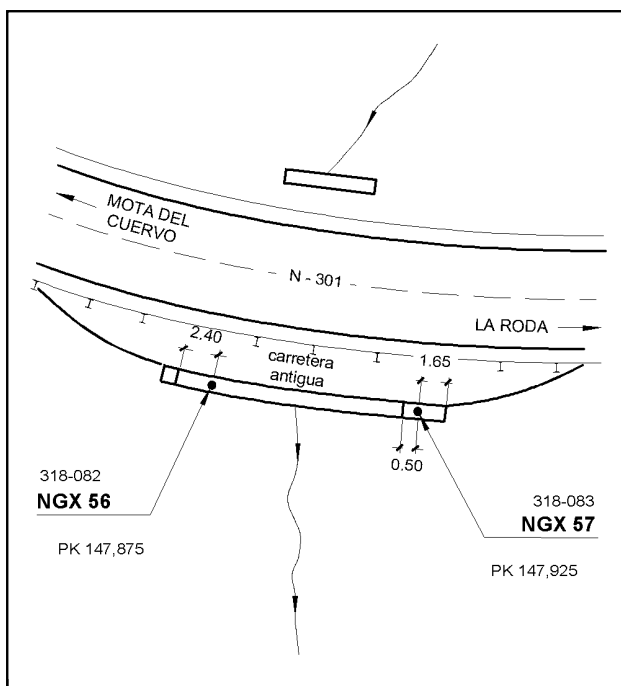 MOTA DEL
CUERVO
N - 301
LA RODA
2.40
carretera
antigua
1.65
0.50
318-082
NGX 56
PK 147,875
318-083
NGX 57
PK 147,925